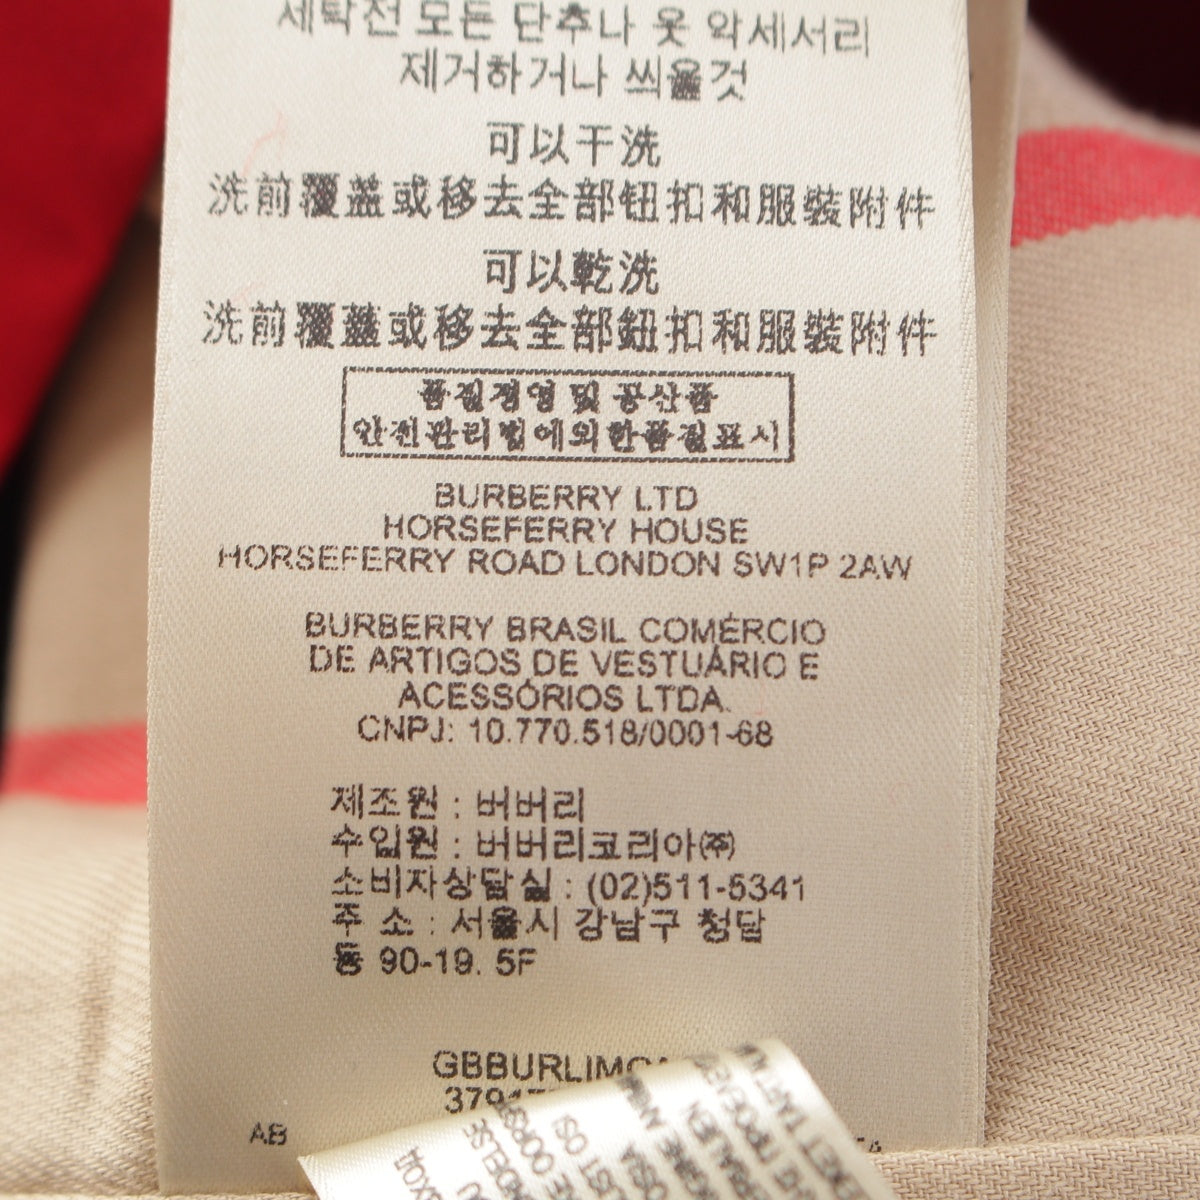 세탁전 모든 단추나 옷 악세서리
제거하거나 씌울것
可以干洗
洗前覆盖或移去全部钮扣和服裝附件
可以乾洗
洗前覆蓋或移去全部鈕扣和服裝附件
품질경영 및 공산품
안전관리법에의한품질표시
BURBERRY LTD
HORSEFERRY HOUSE
HORSEFERRY ROAD LONDON SW1P 2AW
BURBERRY BRASIL COMÉRCIO
DE ARTIGOS DE VESTUÁRIO E
ACESSÓRIOS LTDA.
CNPJ: 10.770.518/0001-68
제조원 : 버버리
수입원 : 버버리코리아㈜
소비자상담실 : (02)511-5341
주 소 : 서울시 강남구 청담
동 90-19. 5F
AB